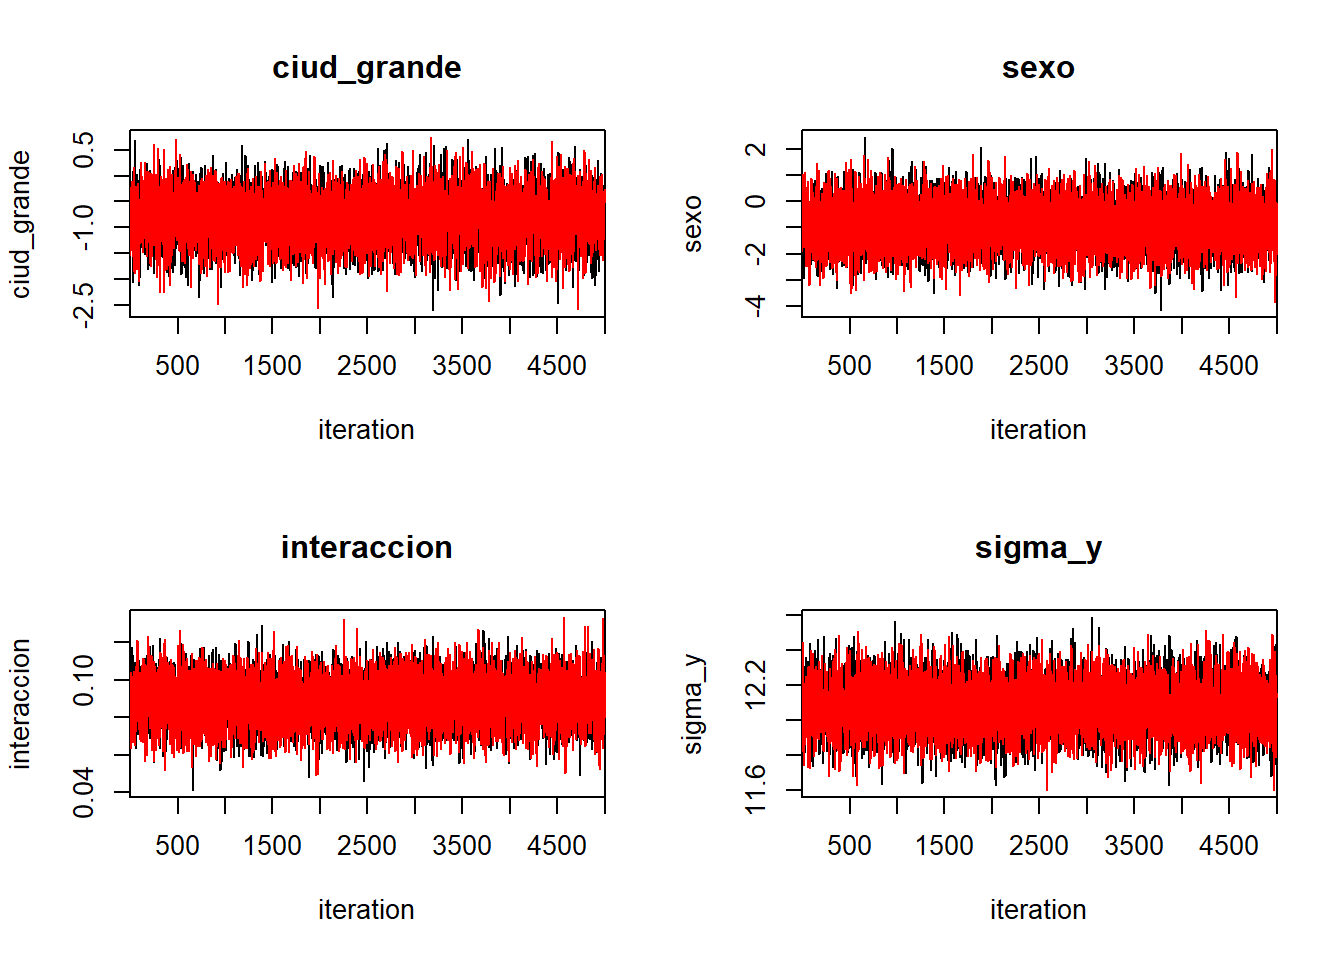 ciud_grande
ciud_grande
0.5
-1.0
-2.5
500 1500 2500 3500 4500
iteration
sexo
sexo
2
0
-2
-4
500 1500 2500 3500 4500
iteration
interaccion
interaccion
0.10
0.04
500 1500 2500 3500 4500
iteration
sigma_y
sigma_y
12.2
11.6
500 1500 2500 3500 4500
iteration